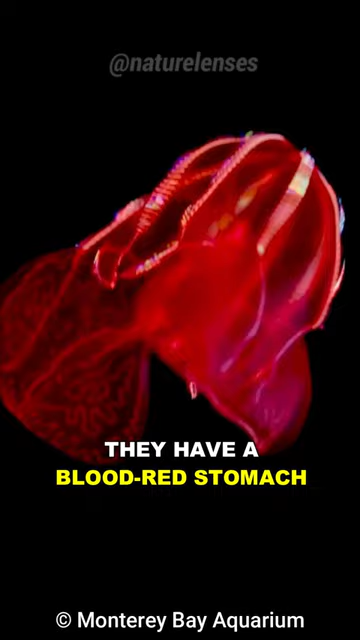 @naturelenses
THEY HAVE A
BLOOD-RED STOMACH
© Monterey Bay Aquarium